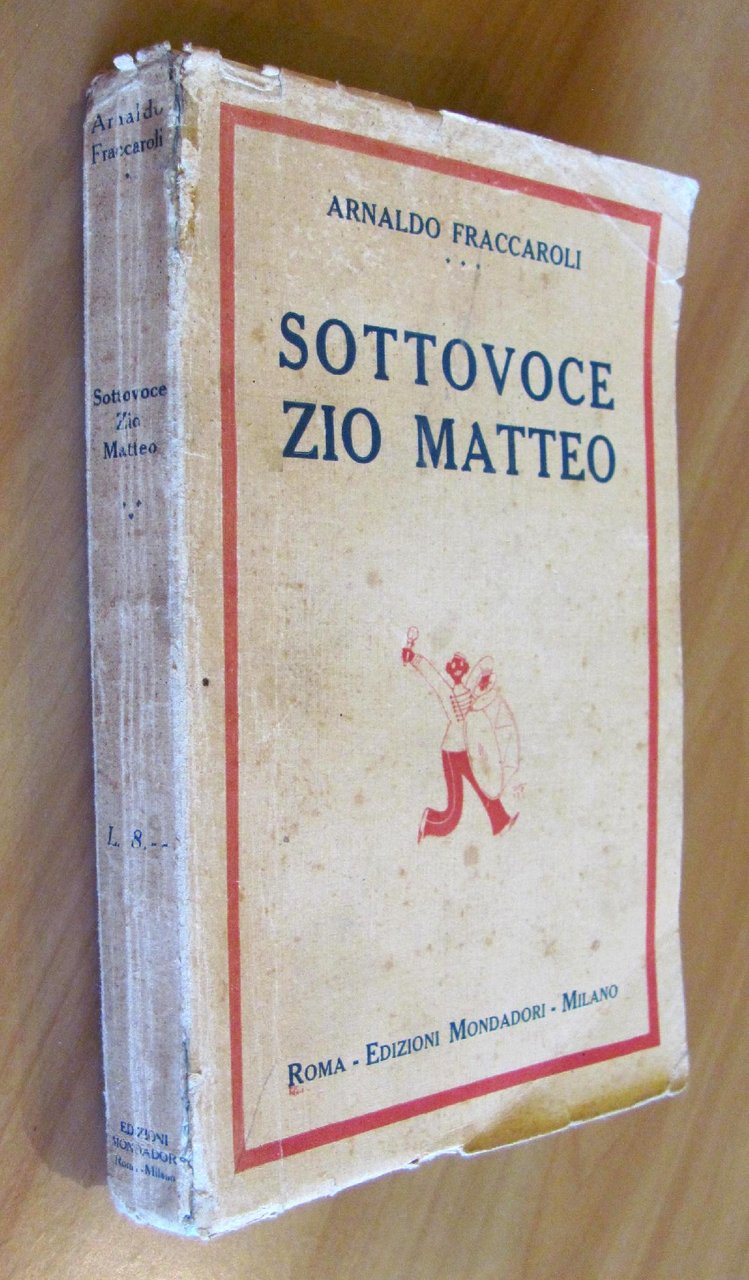 Arnaldo
Fraccaroli
Sottovoce
Zio
Matteo
L. 8.--
EDIZIONI
MONDADORI
Roma-Milano
ARNALDO FRACCAROLI
SOTTOVOCE
ZIO MATTEO
ROMA - EDIZIONI MONDADORI - MILANO